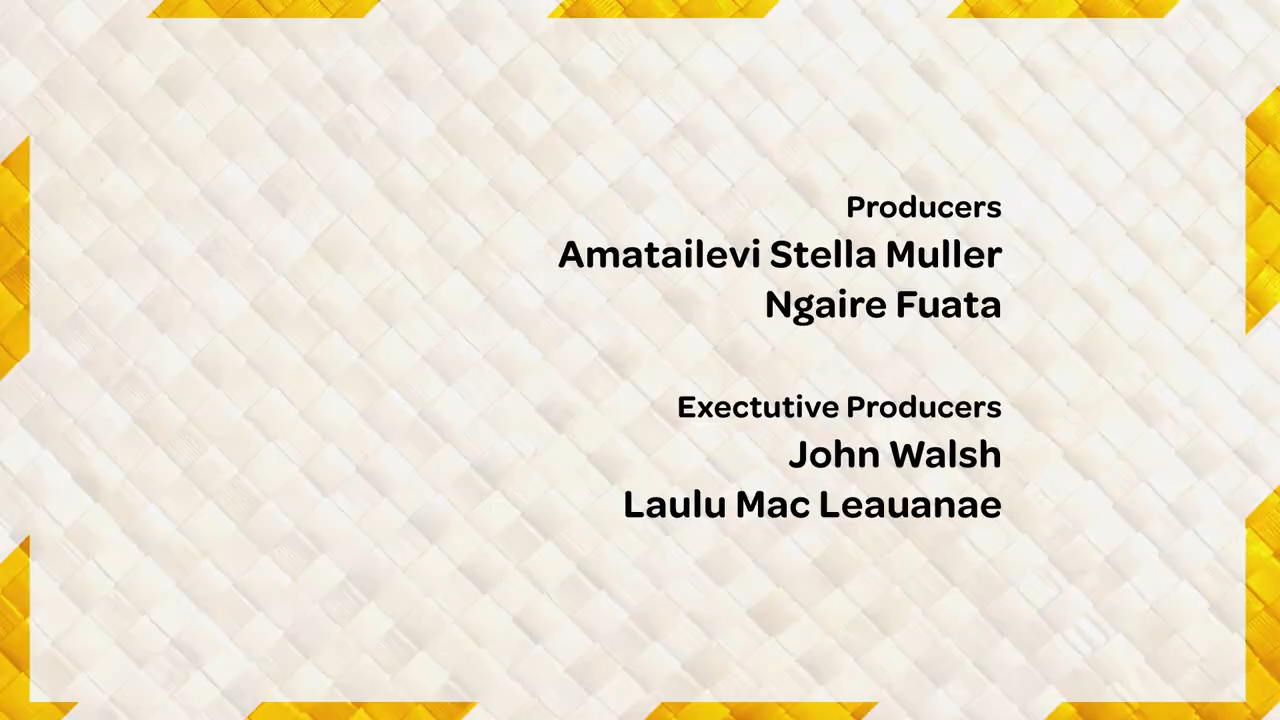 Producers
Amatailevi Stella Muller
Ngaire Fuata
Exectutive Producers
John Walsh
Laulu Mac Leauanae